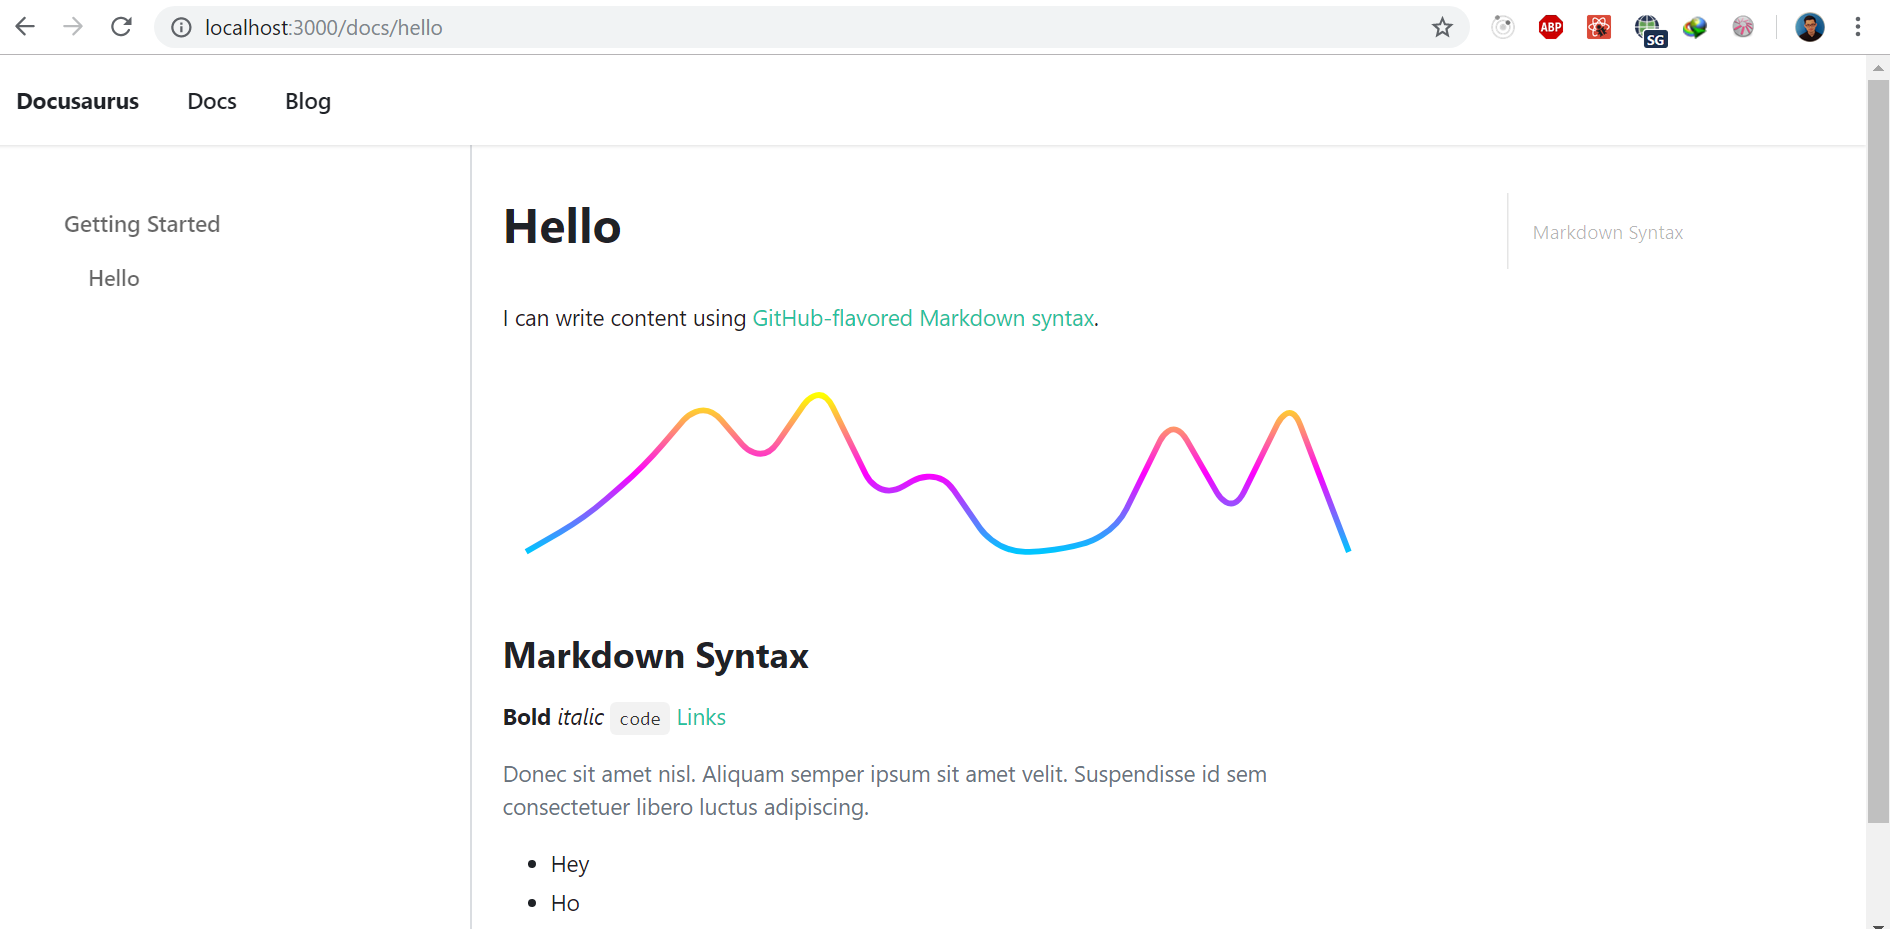 localhost:3000/docs/hello
ABP
SG
Docusaurus Docs Blog
Getting Started
Hello
Hello
I can write content using GitHub-flavored Markdown syntax.
Markdown Syntax
Bold italic code Links
Donec sit amet nisl. Aliquam semper ipsum sit amet velit. Suspendisse id sem
consectetuer libero luctus adipiscing.
• Hey
• Ho
Markdown Syntax